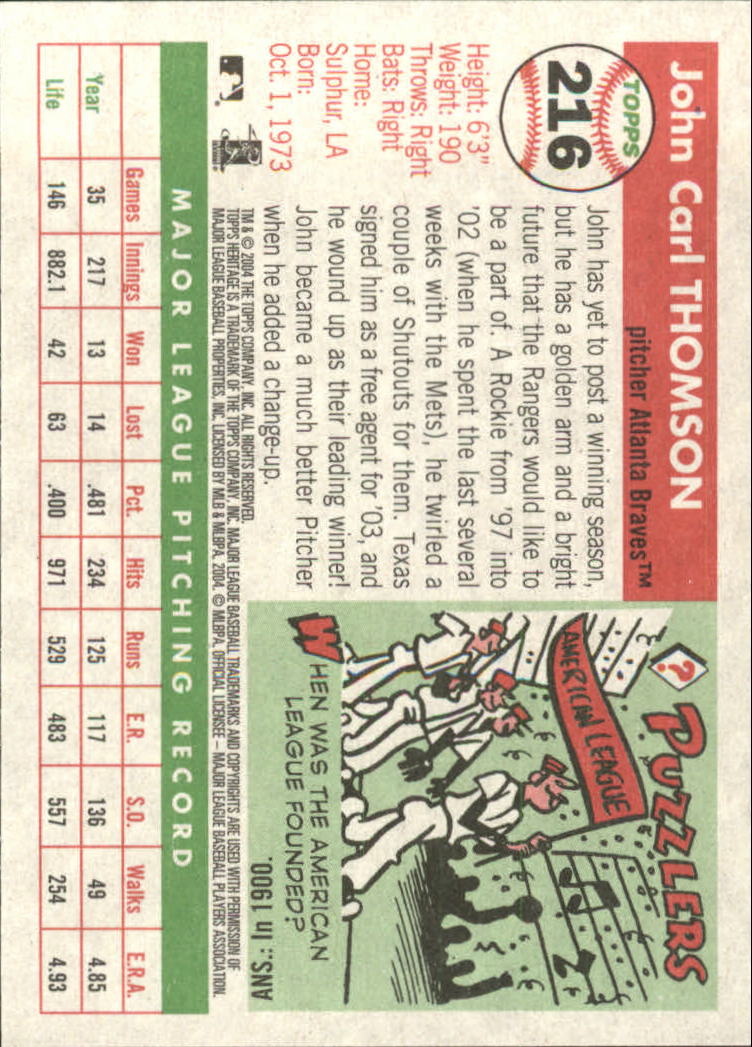 John Carl THOMSON
pitcher Atlanta Braves™
TOPPS
216
Height: 6'3"
Weight: 190
Throws: Right
Bats: Right
Home:
Sulphur, LA
Born:
Oct. 1, 1973
John has yet to post a winning season,
but he has a golden arm and a bright
future that the Rangers would like to
be a part of. A Rockie from '97 into
'02 (when he spent the last several
weeks with the Mets), he twirled a
couple of Shutouts for them. Texas
signed him as a free agent for '03, and
he wound up as their leading winner!
John became a much better Pitcher
when he added a change-up.
? PUZZLERS
AMERICAN LEAGUE
WHEN WAS THE AMERICAN
LEAGUE FOUNDED?
ANS.: In 1900.
TM & © 2004 THE TOPPS COMPANY, INC. ALL RIGHTS RESERVED.
TOPPS HERITAGE IS A TRADEMARK OF THE TOPPS COMPANY, INC. MAJOR LEAGUE BASEBALL TRADEMARKS AND COPYRIGHTS ARE USED WITH PERMISSION OF
MAJOR LEAGUE BASEBALL PROPERTIES, INC. LICENSED BY MLB & MLBPA, 2004. © MLBPA, OFFICIAL LICENSEE – MAJOR LEAGUE BASEBALL PLAYERS ASSOCIATION.
MAJOR LEAGUE PITCHING RECORD
Games Innings Won Lost Pct. Hits Runs E.R. S.O. Walks E.R.A.
Year 35 217 13 14 .481 234 125 117 136 49 4.85
Life 146 882.1 42 63 .400 971 529 483 557 254 4.93